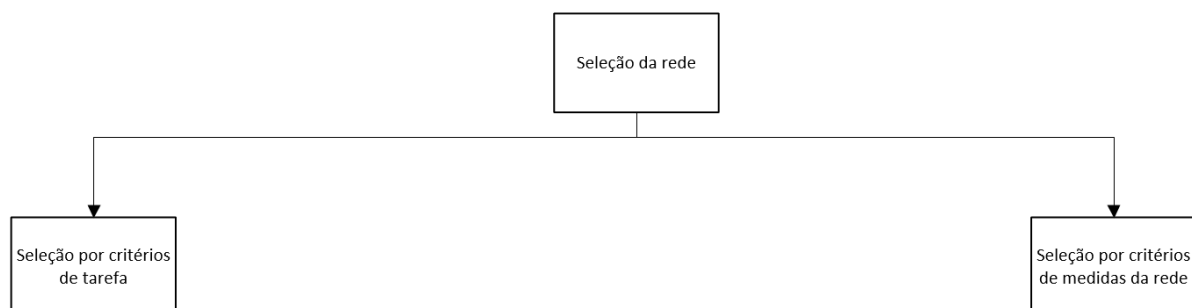 Seleção da rede
Seleção por critérios
de tarefa
Seleção por critérios
de medidas da rede